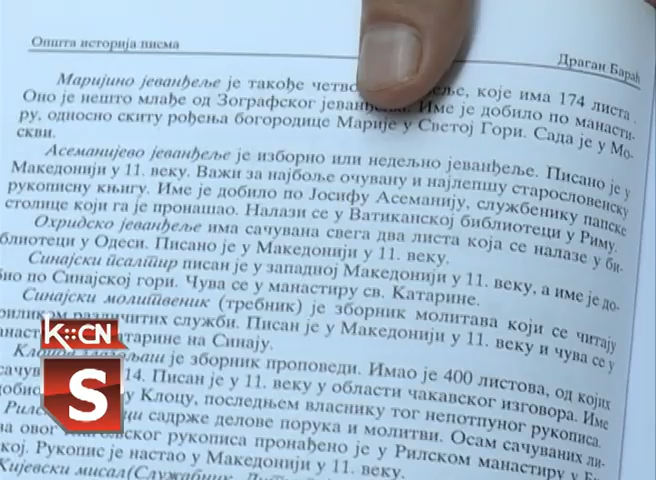 Општа историја писма
Драган Бараћ
Маријино јеванђеље је такође које има 174 листа.
Оно је нешто млађе од Зографског Име је добило по манасти-
ру, односно скиту рођења богородице Марије у Светој Гори. Сада је у Мо-
скви.
Асеманијево јеванђеље је изборно или недељно јеванђеље. Писано је у
Македонији у 11. веку. Важи за најбоље очувану и најлепшу старословенску
рукописну књигу. Име је добило по Јосифу Асеманију, службенику папске
столице који га је пронашао. Налази се у Ватиканској библиотеци у Риму.
Охридско јеванђеље има сачувана свега два листа која се налазе у би-
блиотеци у Одеси. Писано је у Македонији у 11. веку.
Синајски псалтир писан је у западној Македонији у 11. веку, а име је до-
био по Синајској гори. Чува се у манастиру св. Катарине.
Синајски молитвеник (требник) је зборник молитава који се читају
приликом различитих служби. Писан је у Македонији у 11. веку и чува се у
на Синају.
је зборник проповеди. Имао је 400 листова, од којих
14. Писан је у 11. веку у области чакавског изговора. Име
у Клоцу, последњем власнику тог непотпуног рукописа.
садрже делове порука и молитви. Осам сачуваних ли-
овог рукописа пронађено је у Рилском манастиру у
кој. Рукопис је настао у Македонији у 11. веку.
Кијевски мисал (Службабник,
K::CN
S